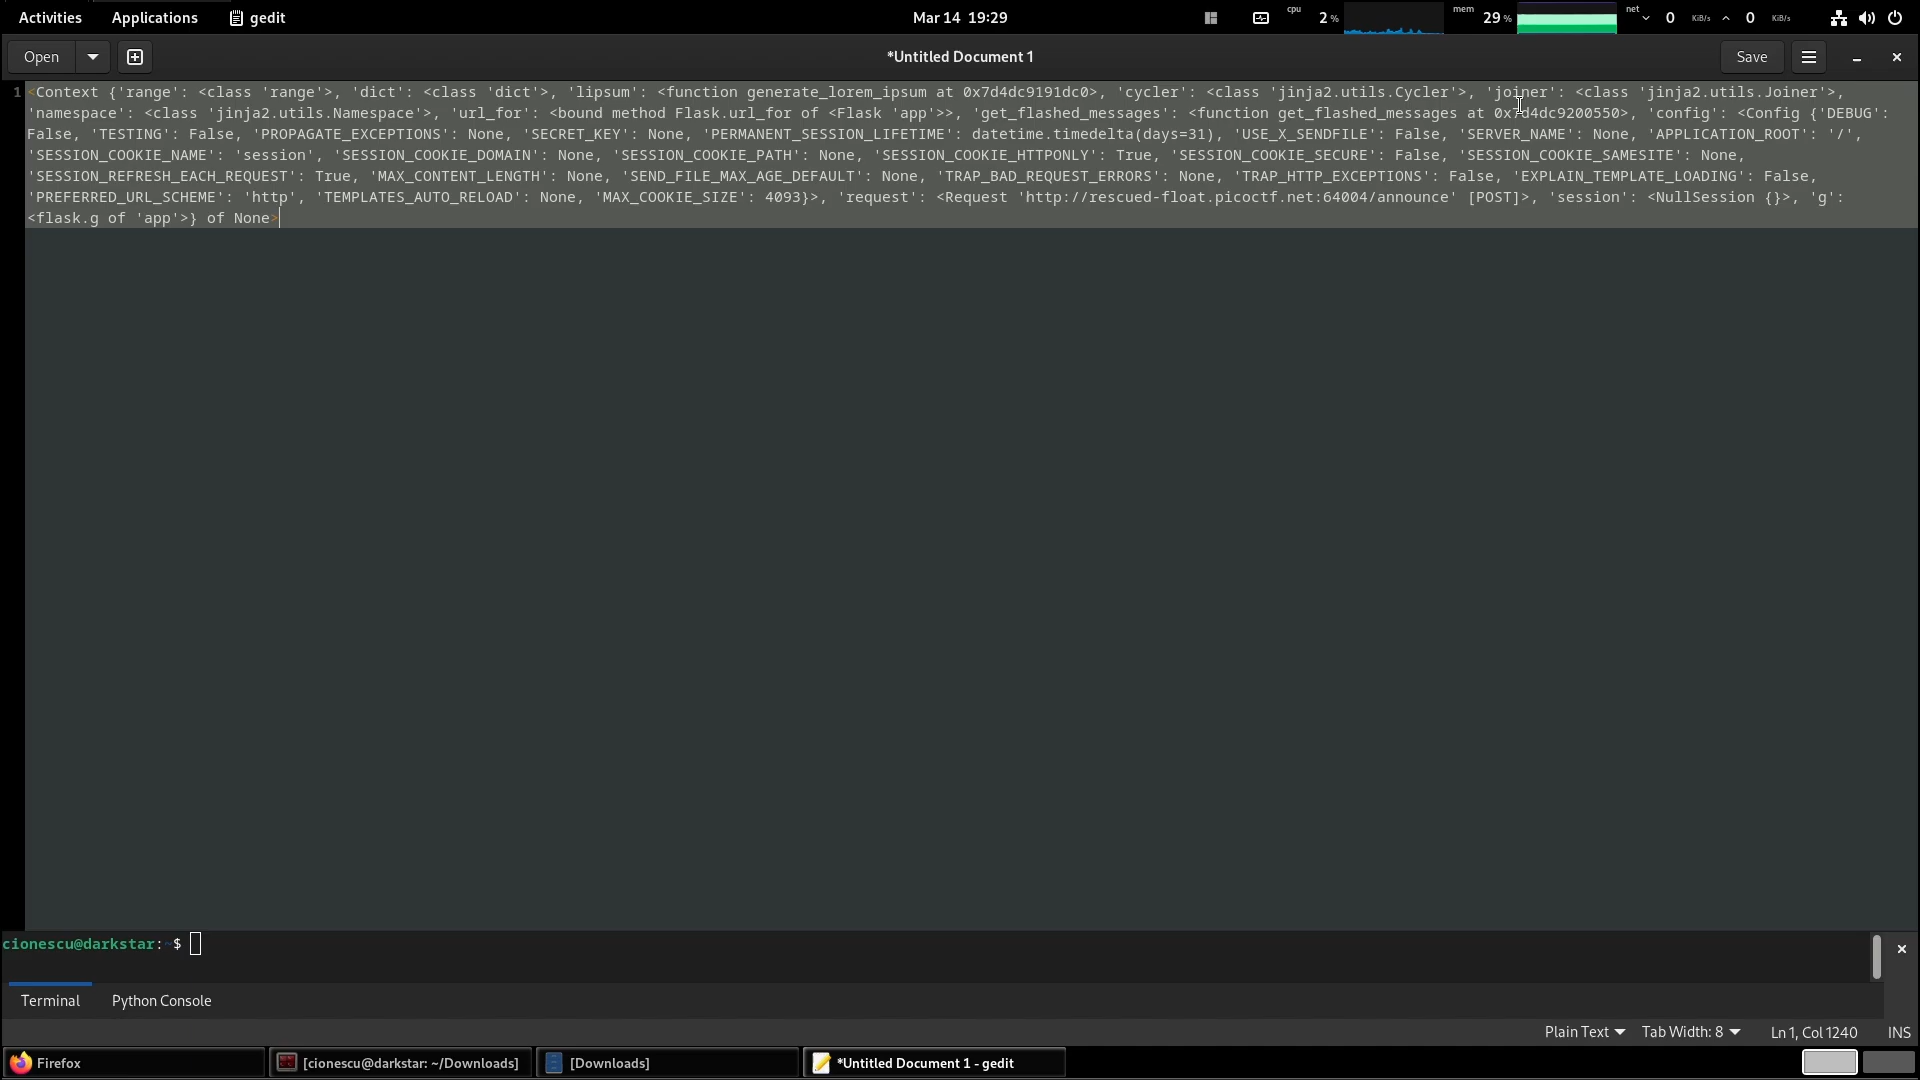 Activities Applications gedit Mar 14 19:29 cpu 2 % mem 29 % net 0 KiB/s 0 KiB/s
Open *Untitled Document 1 Save
1 <Context {'range': <class 'range'>, 'dict': <class 'dict'>, 'lipsum': <function generate_lorem_ipsum at 0x7d4dc9191dc0>, 'cycler': <class 'jinja2.utils.Cycler'>, 'joiner': <class 'jinja2.utils.Joiner'>,
'namespace': <class 'jinja2.utils.Namespace'>, 'url_for': <bound method Flask.url_for of <Flask 'app'>>, 'get_flashed_messages': <function get_flashed_messages at 0x7d4dc9200550>, 'config': <Config {'DEBUG':
False, 'TESTING': False, 'PROPAGATE_EXCEPTIONS': None, 'SECRET_KEY': None, 'PERMANENT_SESSION_LIFETIME': datetime.timedelta(days=31), 'USE_X_SENDFILE': False, 'SERVER_NAME': None, 'APPLICATION_ROOT': '/',
'SESSION_COOKIE_NAME': 'session', 'SESSION_COOKIE_DOMAIN': None, 'SESSION_COOKIE_PATH': None, 'SESSION_COOKIE_HTTPONLY': True, 'SESSION_COOKIE_SECURE': False, 'SESSION_COOKIE_SAMESITE': None,
'SESSION_REFRESH_EACH_REQUEST': True, 'MAX_CONTENT_LENGTH': None, 'SEND_FILE_MAX_AGE_DEFAULT': None, 'TRAP_BAD_REQUEST_ERRORS': None, 'TRAP_HTTP_EXCEPTIONS': False, 'EXPLAIN_TEMPLATE_LOADING': False,
'PREFERRED_URL_SCHEME': 'http', 'TEMPLATES_AUTO_RELOAD': None, 'MAX_COOKIE_SIZE': 4093}>, 'request': <Request 'http://rescued-float.picoctf.net:64004/announce' [POST]>, 'session': <NullSession {}>, 'g':
<flask.g of 'app'>} of None>
cionescu@darkstar:~$
Terminal Python Console
Plain Text Tab Width: 8 Ln 1, Col 1240 INS
Firefox [cionescu@darkstar: ~/Downloads] [Downloads] *Untitled Document 1 - gedit